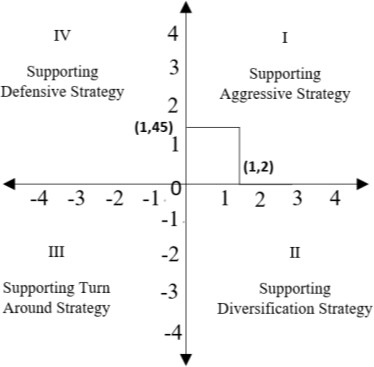 IV
Supporting
Defensive Strategy
I
Supporting
Aggressive Strategy
4
3
2
(1,45)
1
(1,2)
0
-4 -3 -2 -1 1 2 3 4
-1
-2
-3
-4
III
Supporting Turn
Around Strategy
II
Supporting
Diversification Strategy